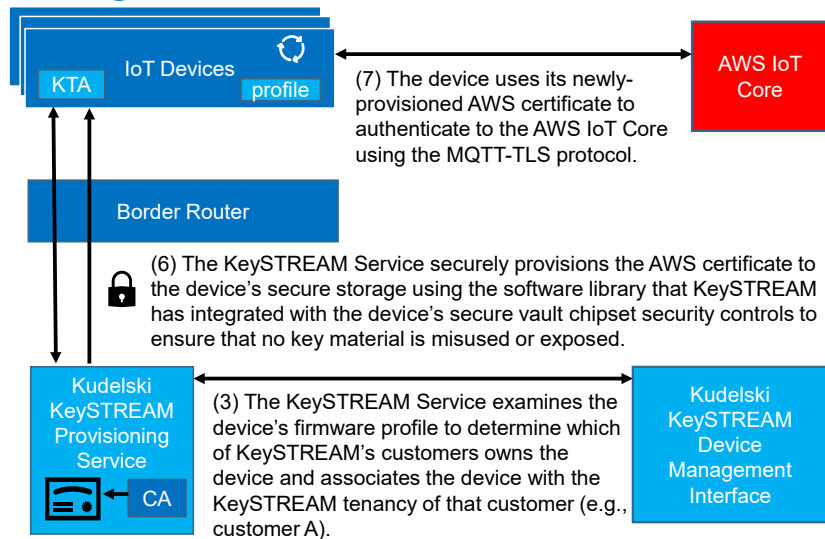 IoT Devices
KTA
profile
AWS IoT
Core
(7) The device uses its newly-
provisioned AWS certificate to
authenticate to the AWS IoT Core
using the MQTT-TLS protocol.
Border Router
(6) The KeySTREAM Service securely provisions the AWS certificate to
the device's secure storage using the software library that KeySTREAM
has integrated with the device's secure vault chipset security controls to
ensure that no key material is misused or exposed.
Kudelski
KeySTREAM
Provisioning
Service
CA
(3) The KeySTREAM Service examines the
device's firmware profile to determine which
of KeySTREAM's customers owns the
device and associates the device with the
KeySTREAM tenancy of that customer (e.g.,
customer A).
Kudelski
KeySTREAM
Device
Management
Interface